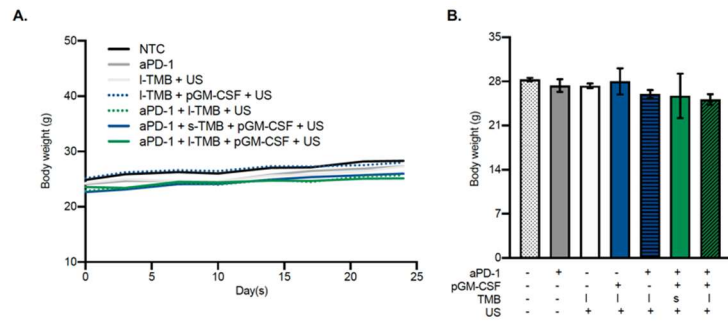 A.
50
40
30
20
10
Body weight (g)
0 5 10 15 20 25
Day(s)
NTC
aPD-1
l-TMB + US
l-TMB + pGM-CSF + US
aPD-1 + l-TMB + US
aPD-1 + s-TMB + pGM-CSF + US
aPD-1 + l-TMB + pGM-CSF + US
B.
35
28
21
14
7
0
Body weight (g)
aPD-1 - + - - + + +
pGM-CSF - - - + - + +
TMB - - l l l s l
US - - + + + + +